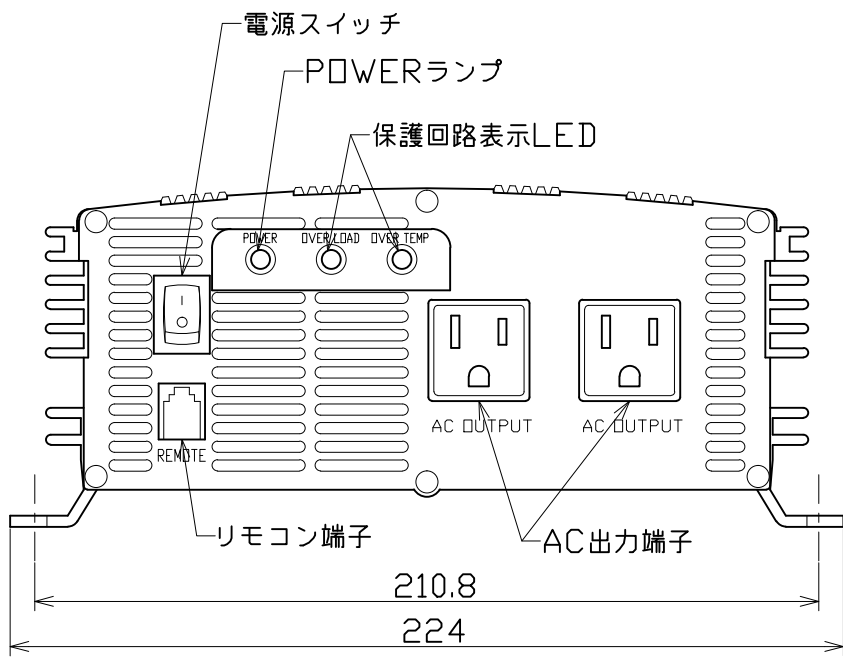 電源スイッチ
POWERランプ
保護回路表示LED
POWER
OVER LOAD
OVER TEMP
AC OUTPUT
AC OUTPUT
REMOTE
リモコン端子
AC出力端子
210.8
224